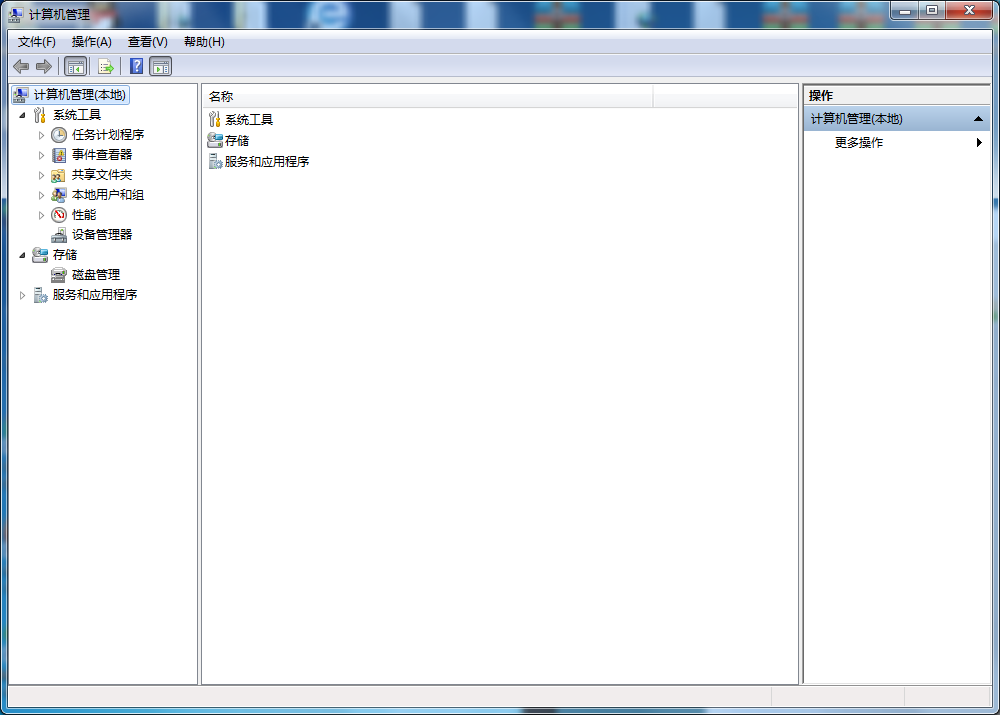 计算机管理
文件(F) 操作(A) 查看(V) 帮助(H)
计算机管理(本地)
系统工具
任务计划程序
事件查看器
共享文件夹
本地用户和组
性能
设备管理器
存储
磁盘管理
服务和应用程序
名称
系统工具
存储
服务和应用程序
操作
计算机管理(本地)
更多操作